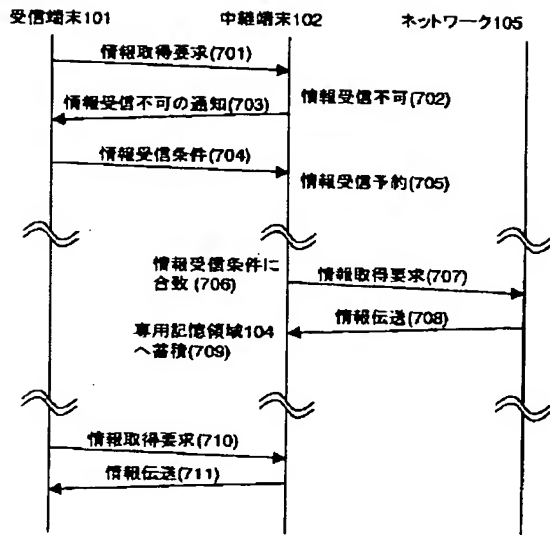 受信端末101
中継端末102
ネットワーク105
情報取得要求(701)
情報受信不可(702)
情報受信不可の通知(703)
情報受信条件(704)
情報受信予約(705)
情報受信条件に
合致(706)
情報取得要求(707)
情報伝送(708)
専用記憶領域104
へ蓄積(709)
情報取得要求(710)
情報伝送(711)